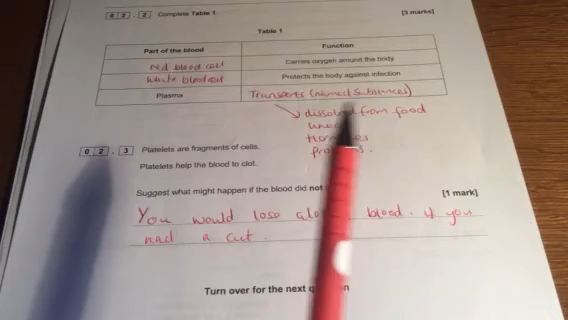 0 2 . 2 Complete Table 1.
[3 marks]
Table 1
Part of the blood Function
Red blood cell Carries oxygen around the body
White blood cell Protects the body against infection
Plasma Transports (named substances)
dissolved from food
0 2 . 3 Platelets are fragments of cells.
Platelets help the blood to clot.
Suggest what might happen if the blood did not
[1 mark]
You would lose blood. if you
had a cut.
Turn over for the next